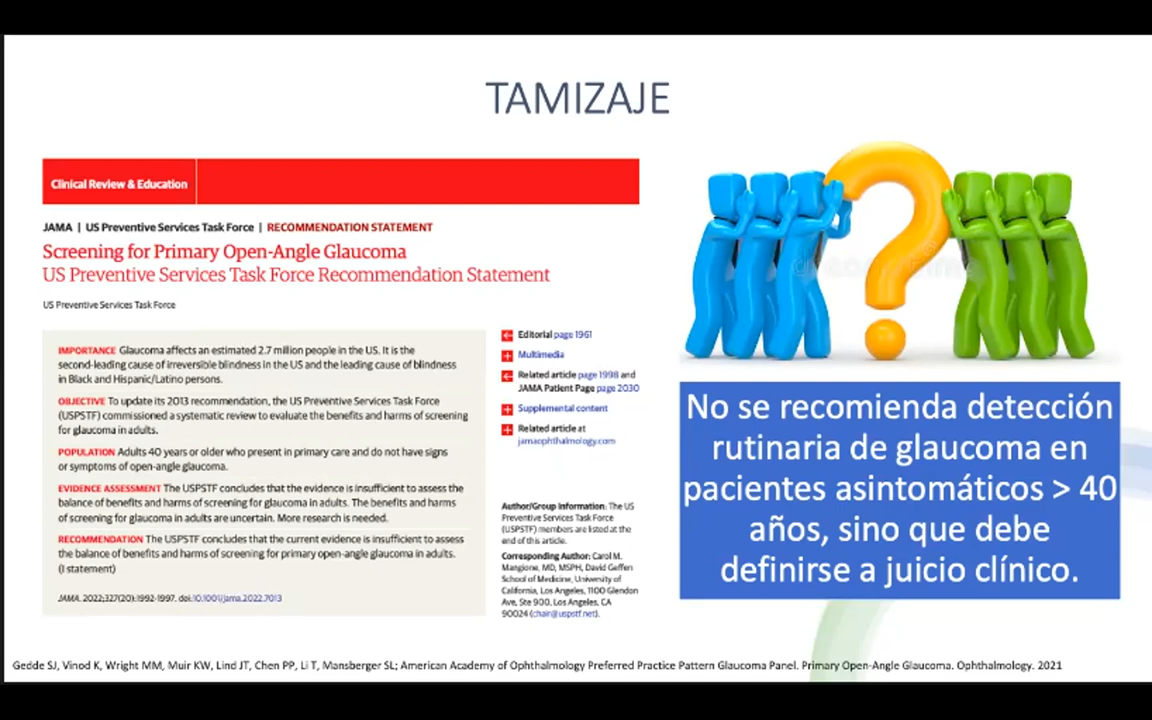 TAMIZAJE
Clinical Review & Education
JAMA | US Preventive Services Task Force | RECOMMENDATION STATEMENT
Screening for Primary Open-Angle Glaucoma
US Preventive Services Task Force Recommendation Statement
US Preventive Services Task Force
IMPORTANCE Glaucoma affects an estimated 2.7 million people in the US. It is the
second-leading cause of irreversible blindness in the US and the leading cause of blindness
in Black and Hispanic/Latino persons.
OBJECTIVE To update its 2013 recommendation, the US Preventive Services Task Force
(USPSTF) commissioned a systematic review to evaluate the benefits and harms of screening
for glaucoma in adults.
POPULATION Adults 40 years or older who present in primary care and do not have signs
or symptoms of open-angle glaucoma.
EVIDENCE ASSESSMENT The USPSTF concludes that the evidence is insufficient to assess the
balance of benefits and harms of screening for glaucoma in adults. The benefits and harms
of screening for glaucoma in adults are uncertain. More research is needed.
RECOMMENDATION The USPSTF concludes that the current evidence is insufficient to assess
the balance of benefits and harms of screening for primary open-angle glaucoma in adults.
(I statement)
JAMA. 2022;327(20):1992-1997. doi:10.1001/jama.2022.7013
Editorial page 1961
Multimedia
Related article page 1998 and
JAMA Patient Page page 2030
Supplemental content
Related article at
jamaophthalmology.com
Author/Group Information: The US
Preventive Services Task Force
(USPSTF) members are listed at the
end of this article.
Corresponding Author: Carol M.
Mangione, MD, MSPH, David Geffen
School of Medicine, University of
California, Los Angeles, 1100 Glendon
Ave, Ste 900, Los Angeles, CA
90024 (chair@uspstf.net).
No se recomienda detección
rutinaria de glaucoma en
pacientes asintomáticos > 40
años, sino que debe
definirse a juicio clínico.
Gedde SJ, Vinod K, Wright MM, Muir KW, Lind JT, Chen PP, Li T, Mansberger SL; American Academy of Ophthalmology Preferred Practice Pattern Glaucoma Panel. Primary Open-Angle Glaucoma. Ophthalmology. 2021